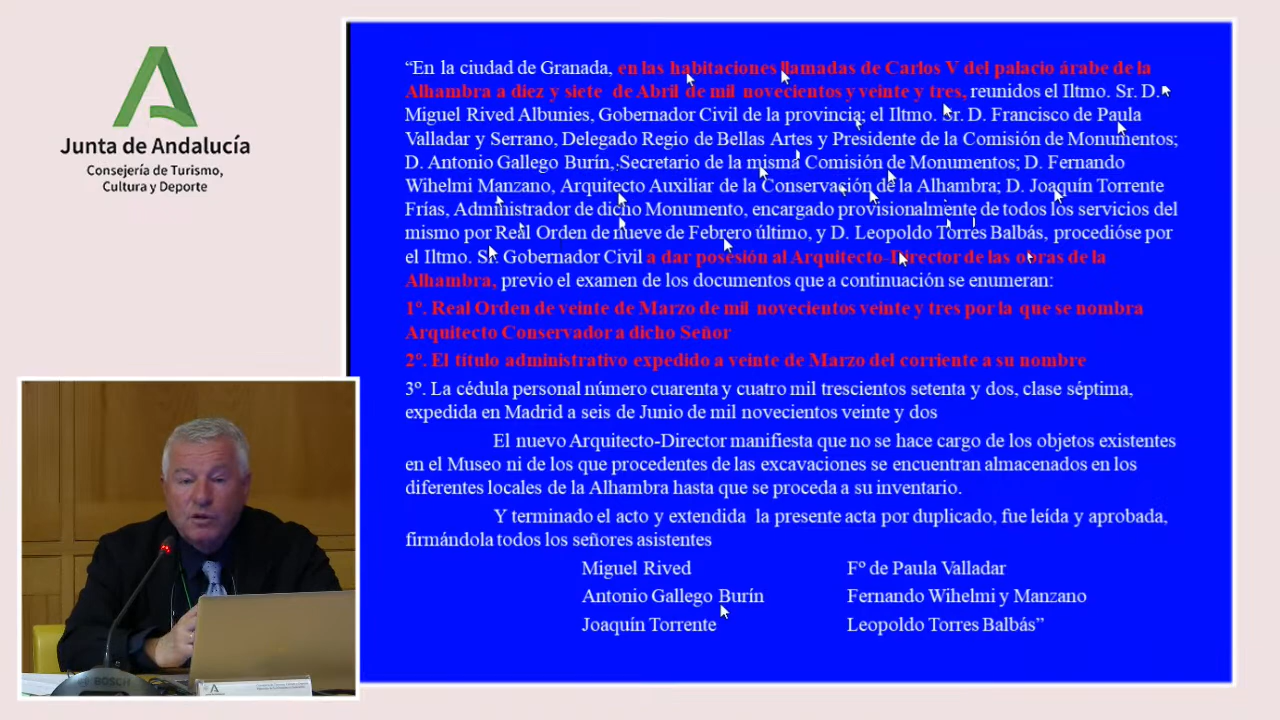 Junta de Andalucía
Consejería de Turismo,
Cultura y Deporte
“En la ciudad de Granada, en las habitaciones llamadas de Carlos V del palacio árabe de la
Alhambra a diez y siete de Abril de mil novecientos y veinte y tres, reunidos el Iltmo. Sr. D.
Miguel Rived Albunies, Gobernador Civil de la provincia; el Iltmo. Sr. D. Francisco de Paula
Valladar y Serrano, Delegado Regio de Bellas Artes y Presidente de la Comisión de Monumentos;
D. Antonio Gallego Burín, Secretario de la misma Comisión de Monumentos; D. Fernando
Wihelmi Manzano, Arquitecto Auxiliar de la Conservación de la Alhambra; D. Joaquín Torrente
Frías, Administrador de dicho Monumento, encargado provisionalmente de todos los servicios del
mismo por Real Orden de nueve de Febrero último, y D. Leopoldo Torres Balbás, procedióse por
el Iltmo. Sr. Gobernador Civil a dar posesión al Arquitecto-Director de las obras de la
Alhambra, previo el examen de los documentos que a continuación se enumeran:
1º. Real Orden de veinte de Marzo de mil novecientos veinte y tres por la que se nombra
Arquitecto Conservador a dicho Señor
2º. El título administrativo expedido a veinte de Marzo del corriente a su nombre
3º. La cédula personal número cuarenta y cuatro mil trescientos setenta y dos, clase séptima,
expedida en Madrid a seis de Junio de mil novecientos veinte y dos
El nuevo Arquitecto-Director manifiesta que no se hace cargo de los objetos existentes
en el Museo ni de los que procedentes de las excavaciones se encuentran almacenados en los
diferentes locales de la Alhambra hasta que se proceda a su inventario.
Y terminado el acto y extendida la presente acta por duplicado, fue leída y aprobada,
firmándola todos los señores asistentes
Miguel Rived Fº de Paula Valladar
Antonio Gallego Burín Fernando Wihelmi y Manzano
Joaquín Torrente Leopoldo Torres Balbás”
BOSCH